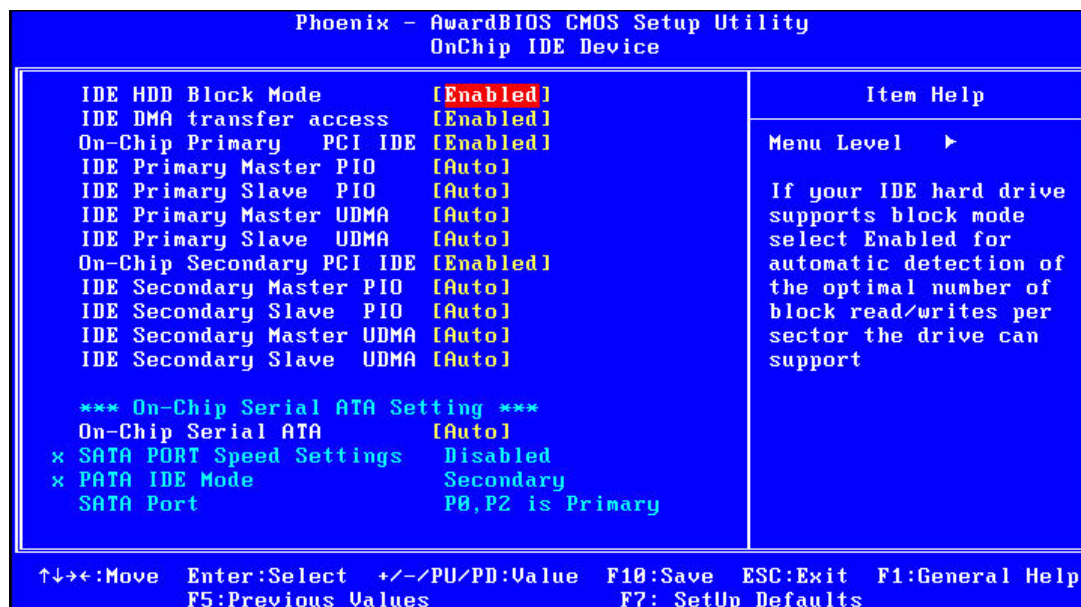 Phoenix - AwardBIOS CMOS Setup Utility
OnChip IDE Device
IDE HDD Block Mode [Enabled]
IDE DMA transfer access [Enabled]
On-Chip Primary PCI IDE [Enabled]
IDE Primary Master PIO [Auto]
IDE Primary Slave PIO [Auto]
IDE Primary Master UDMA [Auto]
IDE Primary Slave UDMA [Auto]
On-Chip Secondary PCI IDE [Enabled]
IDE Secondary Master PIO [Auto]
IDE Secondary Slave PIO [Auto]
IDE Secondary Master UDMA [Auto]
IDE Secondary Slave UDMA [Auto]
*** On-Chip Serial ATA Setting ***
On-Chip Serial ATA [Auto]
x SATA PORT Speed Settings Disabled
x PATA IDE Mode Secondary
SATA Port P0,P2 is Primary
Item Help
Menu Level ►
If your IDE hard drive
supports block mode
select Enabled for
automatic detection of
the optimal number of
block read/writes per
sector the drive can
support
↑↓→←:Move Enter:Select +/-/PU/PD:Value F10:Save ESC:Exit F1:General Help
F5:Previous Values F7: SetUp Defaults